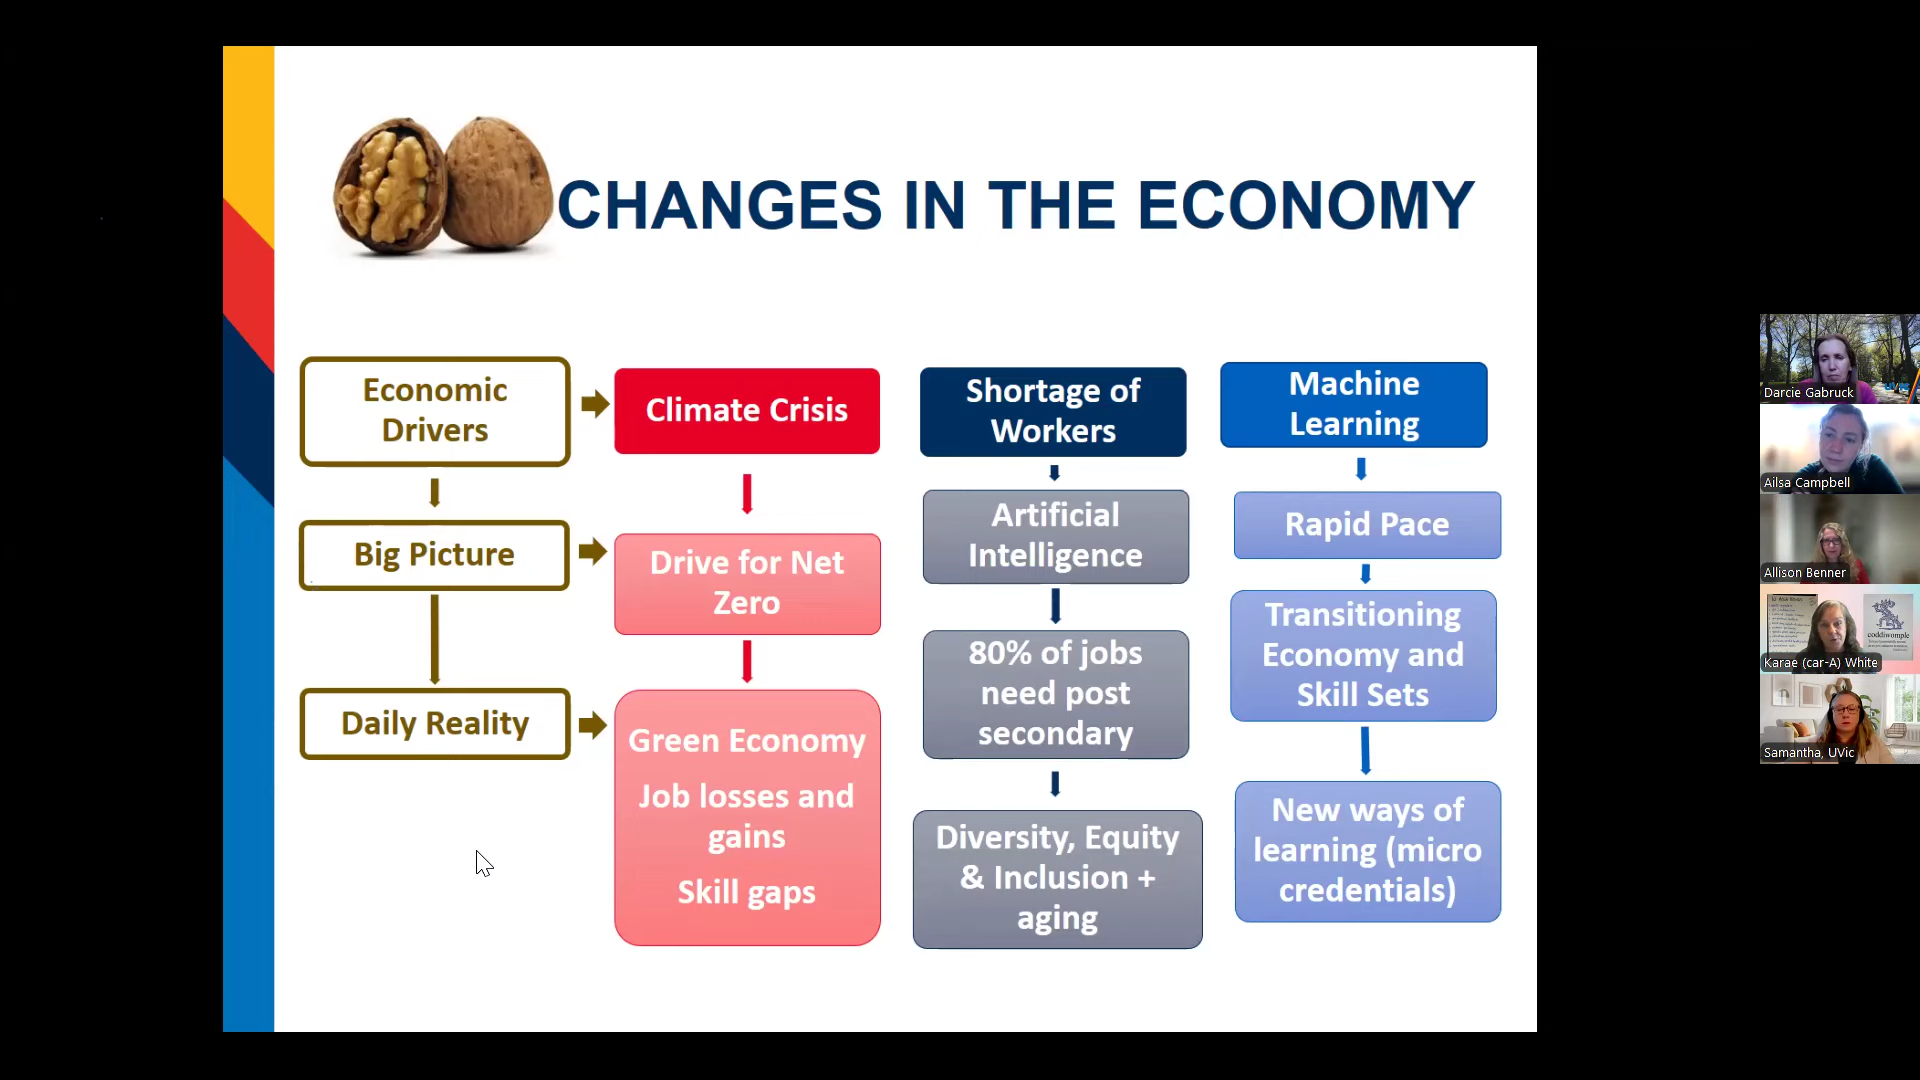 CHANGES IN THE ECONOMY
Economic
Drivers
Big Picture
Daily Reality
Climate Crisis
Drive for Net
Zero
Green Economy
Job losses and
gains
Skill gaps
Shortage of
Workers
Artificial
Intelligence
80% of jobs
need post
secondary
Diversity, Equity
& Inclusion +
aging
Machine
Learning
Rapid Pace
Transitioning
Economy and
Skill Sets
New ways of
learning (micro
credentials)
Darcie Gabruck
Ailsa Campbell
Allison Benner
coddiwomple
Karae (car-A) White
Samantha, UVic